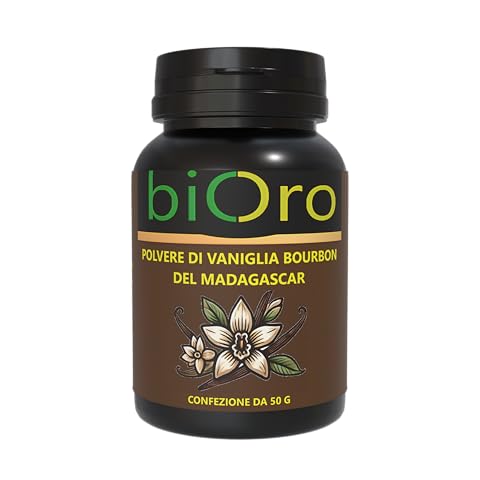 biOro
POLVERE DI VANIGLIA BOURBON
DEL MADAGASCAR
CONFEZIONE DA 50 G